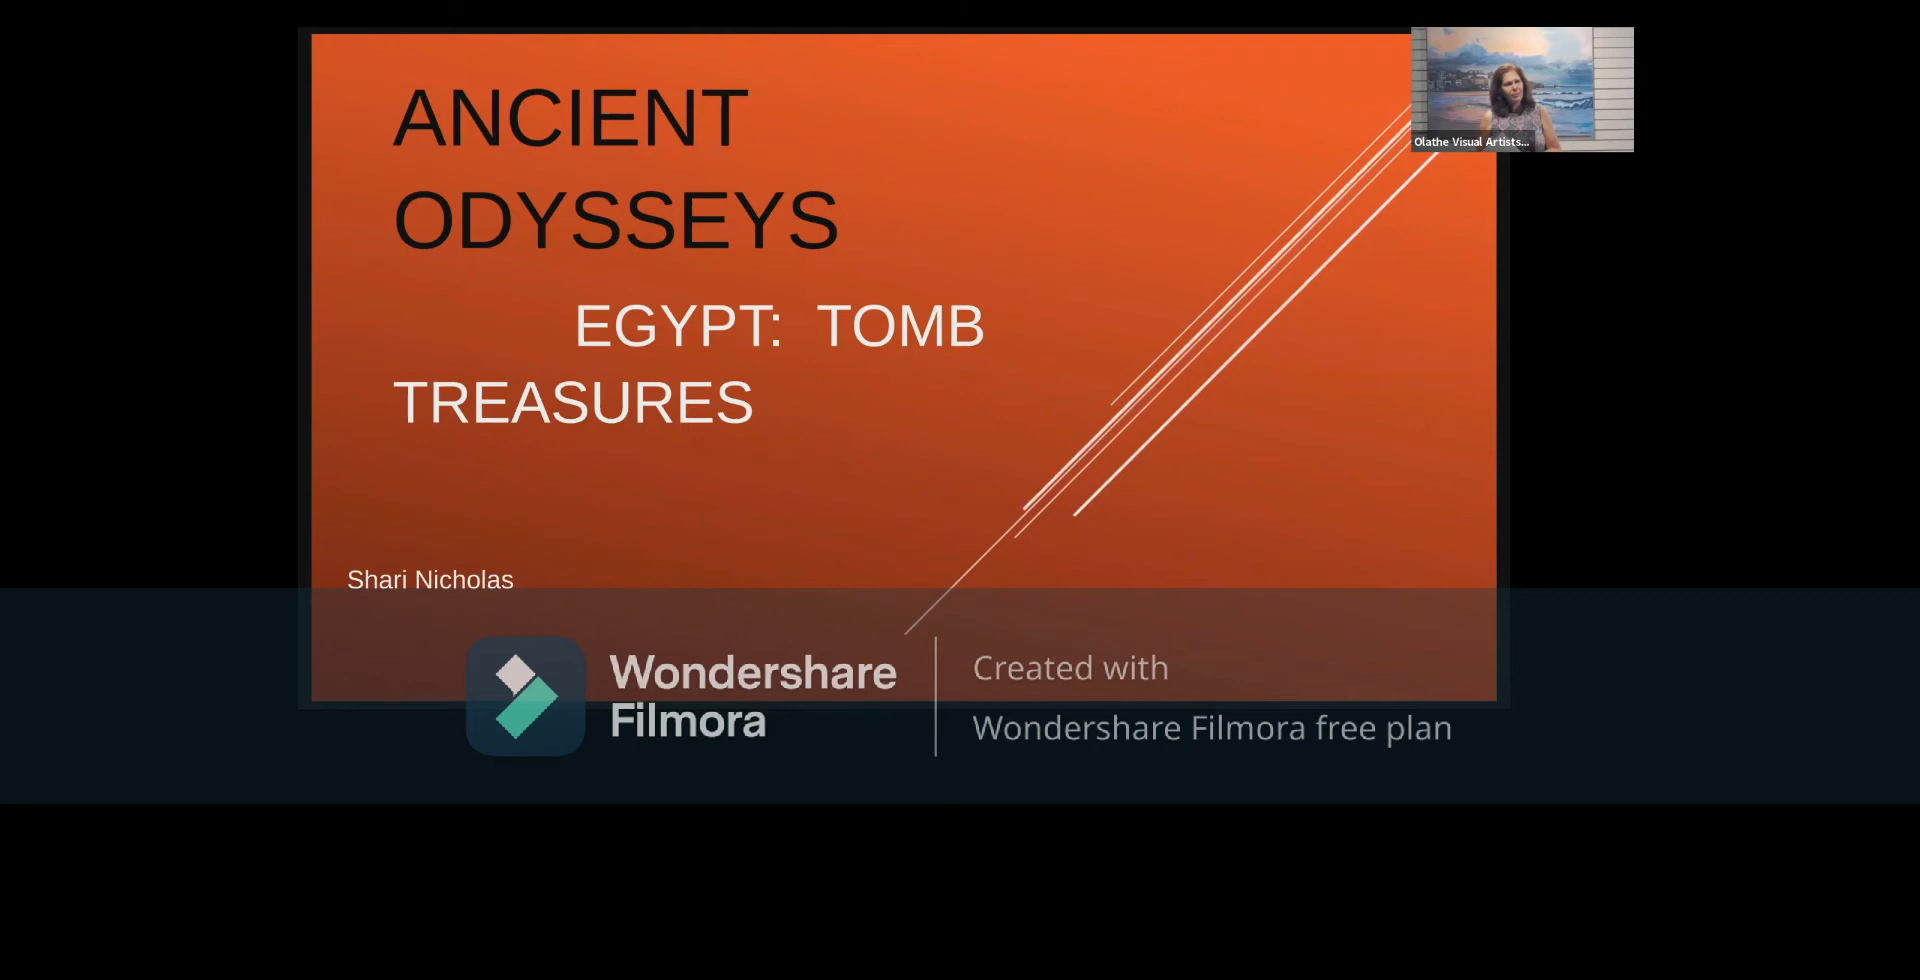 ANCIENT
ODYSSEYS
EGYPT: TOMB
TREASURES
Olathe Visual Artists...
Shari Nicholas
Wondershare
Filmora
Created with
Wondershare Filmora free plan